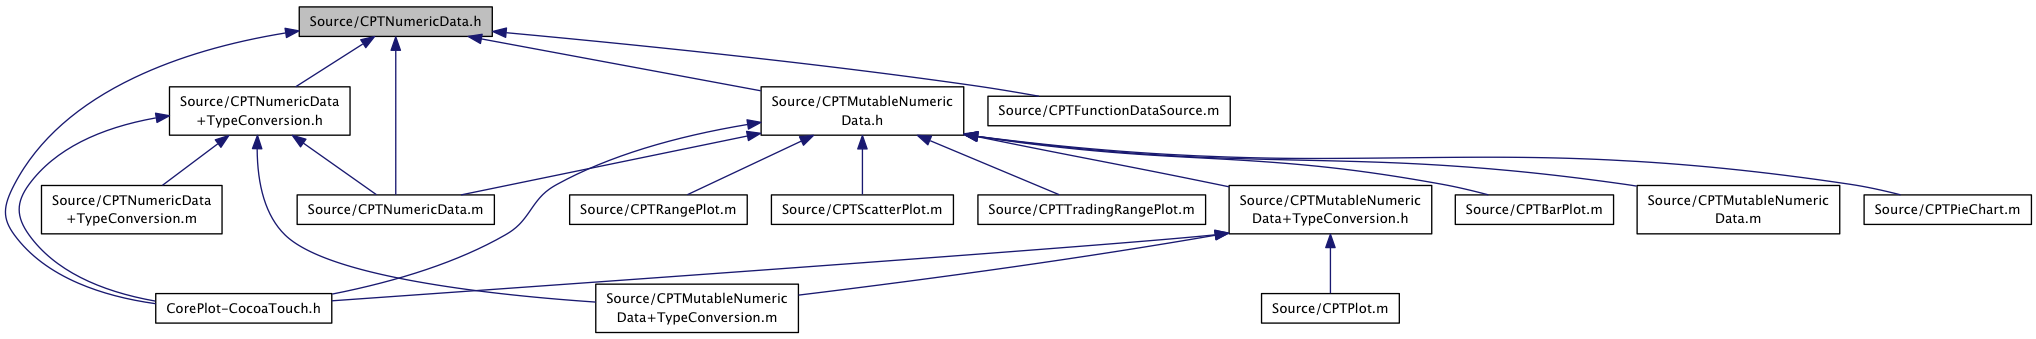 Source/CPTNumericData.h
Source/CPTNumericData
+TypeConversion.h
Source/CPTMutableNumeric
Data.h
Source/CPTFunctionDataSource.m
Source/CPTNumericData
+TypeConversion.m
Source/CPTNumericData.m
Source/CPTRangePlot.m
Source/CPTScatterPlot.m
Source/CPTTradingRangePlot.m
Source/CPTMutableNumeric
Data+TypeConversion.h
Source/CPTBarPlot.m
Source/CPTMutableNumeric
Data.m
Source/CPTPieChart.m
CorePlot-CocoaTouch.h
Source/CPTMutableNumeric
Data+TypeConversion.m
Source/CPTPlot.m